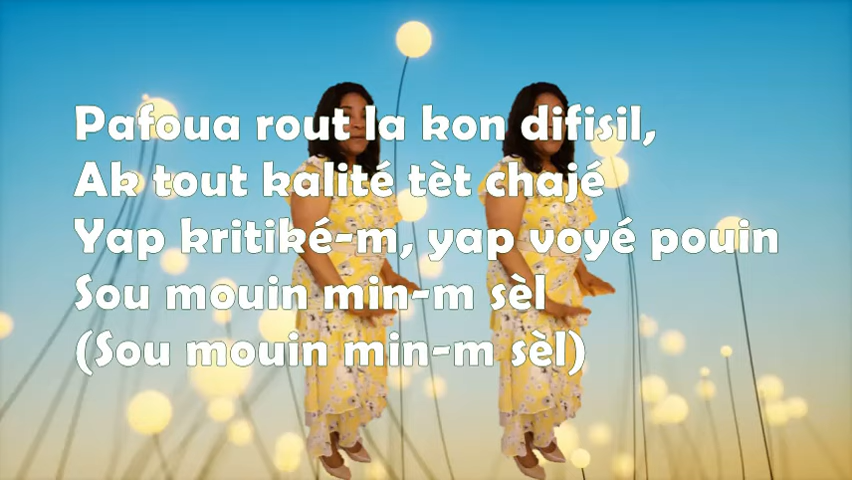 Pafoua rout la kon difisil,
Ak tout kalité tèt chajé
Yap kritiké-m, yap voyé pouin
Sou mouin min-m sèl
(Sou mouin min-m sèl)